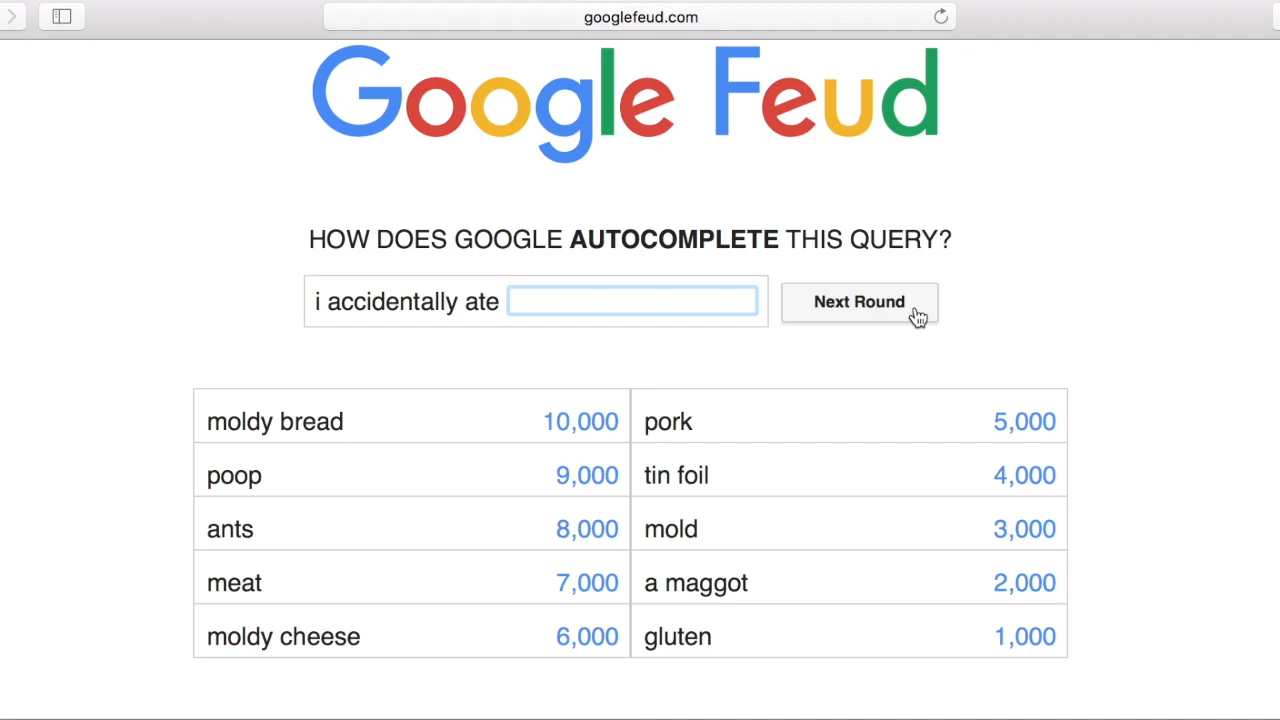 googlefeud.com
Google Feud
HOW DOES GOOGLE AUTOCOMPLETE THIS QUERY?
i accidentally ate
Next Round
moldy bread 10,000 pork 5,000
poop 9,000 tin foil 4,000
ants 8,000 mold 3,000
meat 7,000 a maggot 2,000
moldy cheese 6,000 gluten 1,000